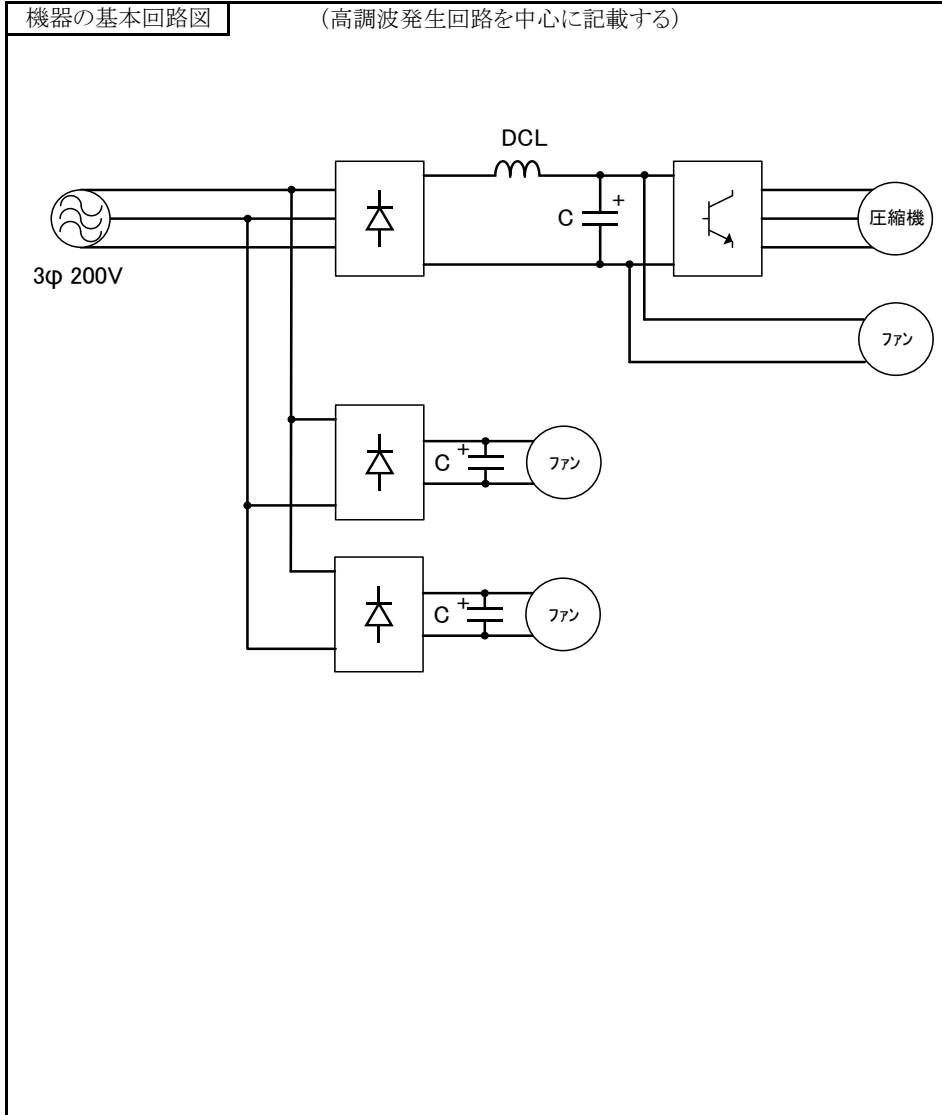 機器の基本回路図
(高調波発生回路を中心に記載する)
DCL
C
+
圧縮機
3φ 200V
ファン
C
+
ファン
C
+
ファン